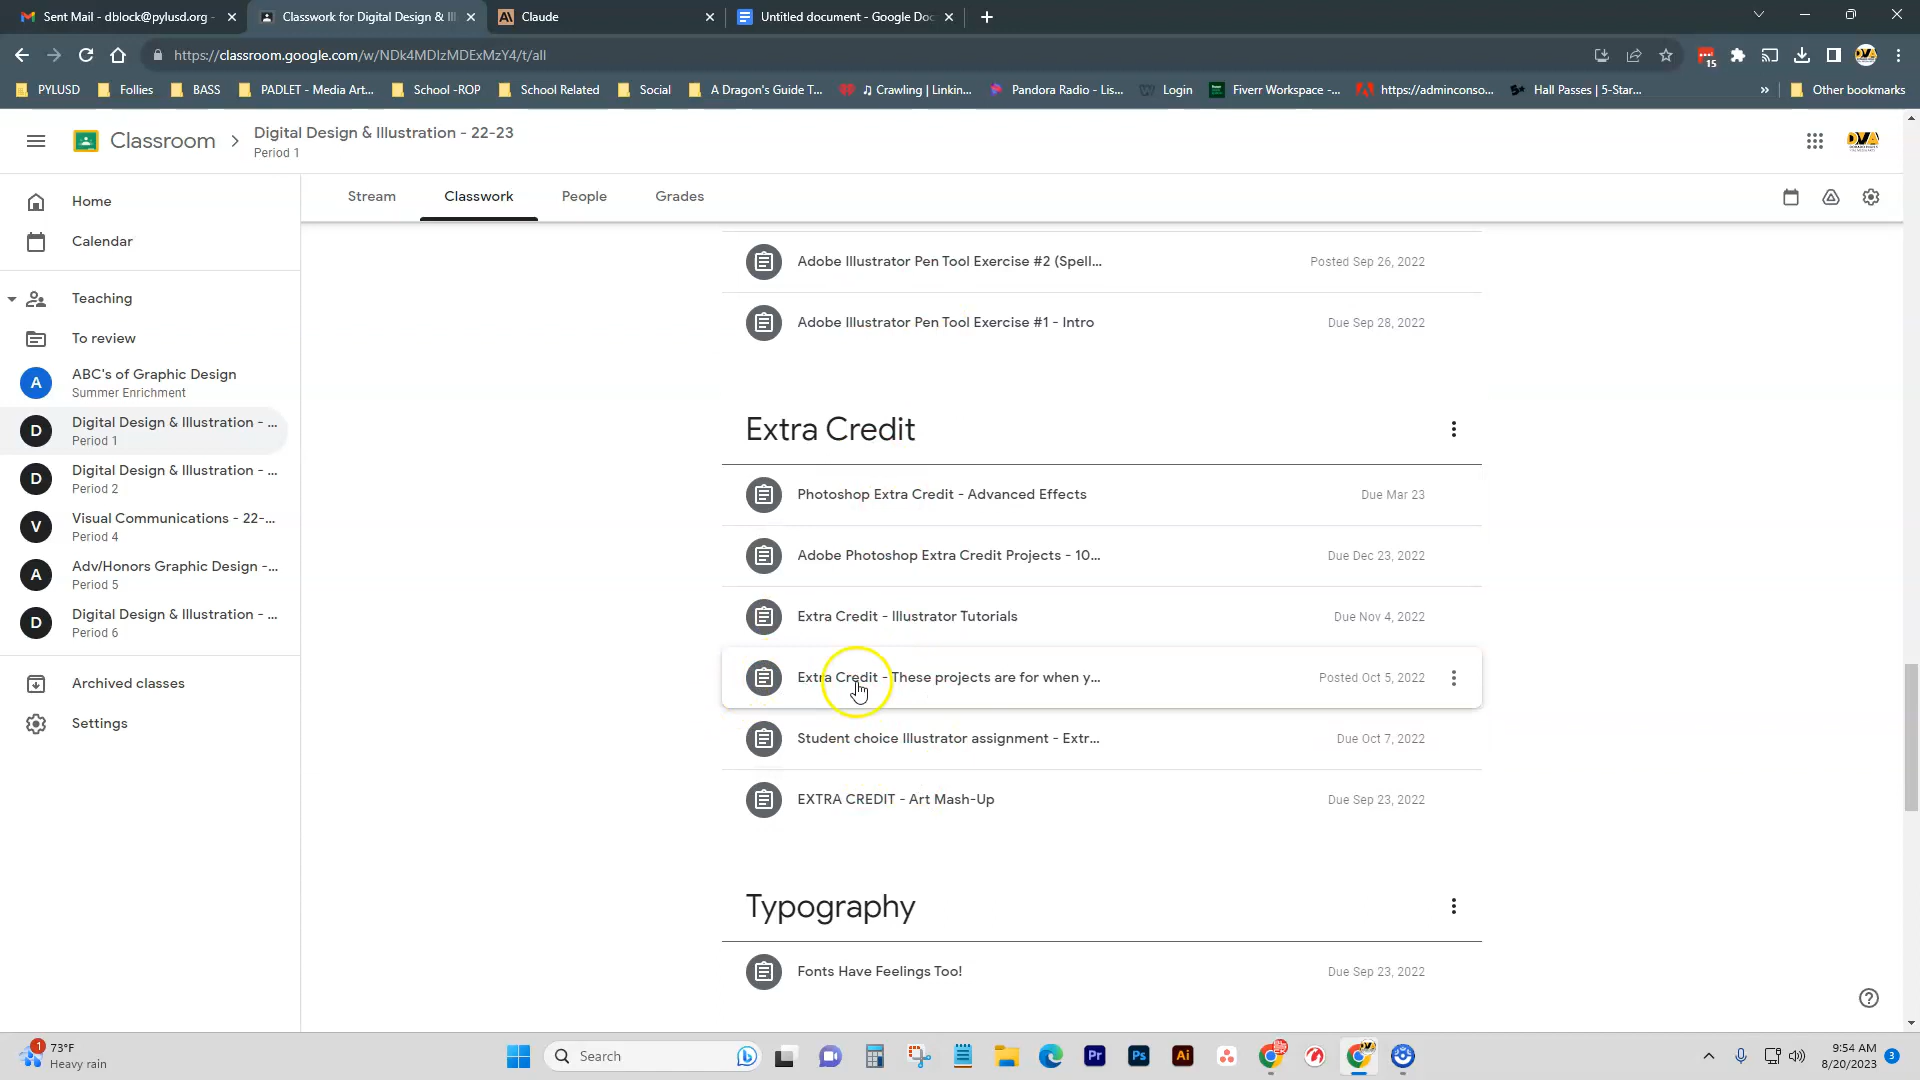 Sent Mail - dblock@pylusd.org -
Classwork for Digital Design & Ill
Claude
Untitled document - Google Doc
https://classroom.google.com/w/NDk4MDIzMDExMzY4/t/all
15
PYLUSD
Follies
BASS
PADLET - Media Art...
School -ROP
School Related
Social
A Dragon's Guide T...
♫ Crawling | Linkin...
Pandora Radio - Lis...
Login
Fiverr Workspace -...
https://adminconso...
Hall Passes | 5-Star...
»
Other bookmarks
Classroom
Digital Design & Illustration - 22-23
Period 1
DVA
Stream
Classwork
People
Grades
Home
Calendar
Teaching
To review
A
ABC's of Graphic Design
Summer Enrichment
D
Digital Design & Illustration - ...
Period 1
D
Digital Design & Illustration - ...
Period 2
V
Visual Communications - 22-...
Period 4
A
Adv/Honors Graphic Design -...
Period 5
D
Digital Design & Illustration - ...
Period 6
Archived classes
Settings
Adobe Illustrator Pen Tool Exercise #2 (Spell...
Posted Sep 26, 2022
Adobe Illustrator Pen Tool Exercise #1 - Intro
Due Sep 28, 2022
Extra Credit
Photoshop Extra Credit - Advanced Effects
Due Mar 23
Adobe Photoshop Extra Credit Projects - 10...
Due Dec 23, 2022
Extra Credit - Illustrator Tutorials
Due Nov 4, 2022
Extra Credit - These projects are for when y...
Posted Oct 5, 2022
Student choice Illustrator assignment - Extr...
Due Oct 7, 2022
EXTRA CREDIT - Art Mash-Up
Due Sep 23, 2022
Typography
Fonts Have Feelings Too!
Due Sep 23, 2022
1
73°F
Heavy rain
Search
Pr
Ps
Ai
9:54 AM
8/20/2023
3